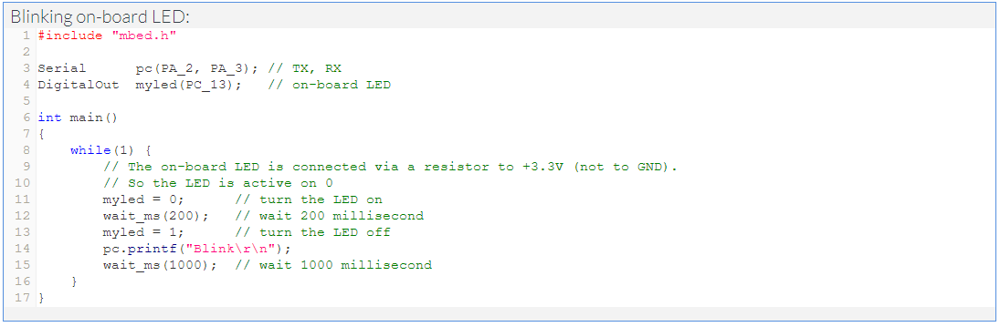 Blinking on-board LED:
1 #include "mbed.h"
2
3 Serial      pc(PA_2, PA_3); // TX, RX
4 DigitalOut  myled(PC_13);   // on-board LED
5
6 int main()
7 {
8     while(1) {
9         // The on-board LED is connected via a resistor to +3.3V (not to GND).
10         // So the LED is active on 0
11         myled = 0;      // turn the LED on
12         wait_ms(200);   // wait 200 millisecond
13         myled = 1;      // turn the LED off
14         pc.printf("Blink\r\n");
15         wait_ms(1000);  // wait 1000 millisecond
16     }
17 }